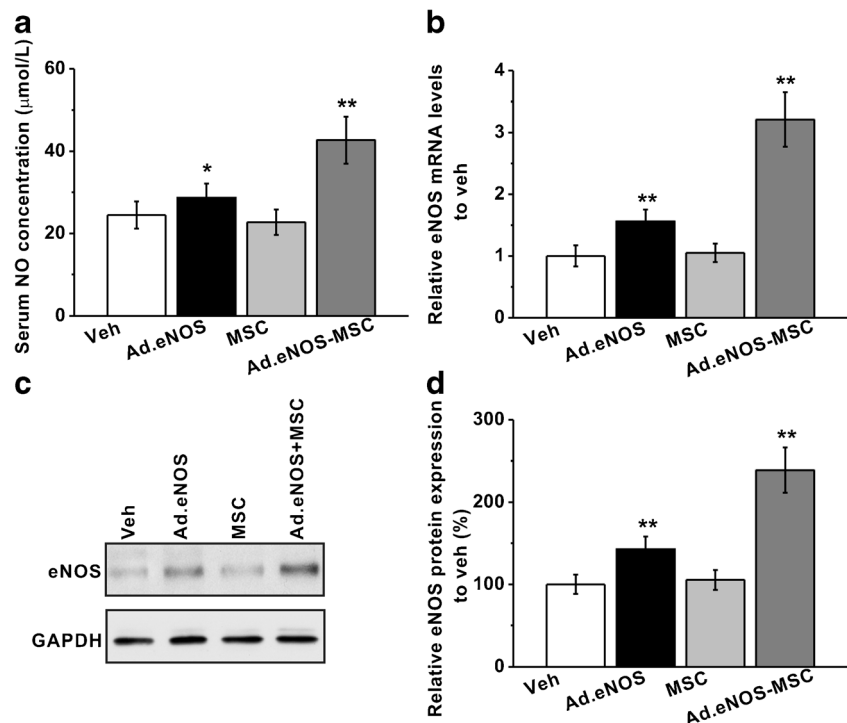 a
Serum NO concentration (μmol/L)
60
40
20
0
*
**
Veh
Ad.eNOS
MSC
Ad.eNOS-MSC
b
Relative eNOS mRNA levels
to veh
4
3
2
1
0
**
**
Veh
Ad.eNOS
MSC
Ad.eNOS-MSC
c
Veh
Ad.eNOS
MSC
Ad.eNOS+MSC
eNOS
GAPDH
d
Relative eNOS protein expression
to veh (%)
300
200
100
0
**
**
Veh
Ad.eNOS
MSC
Ad.eNOS-MSC